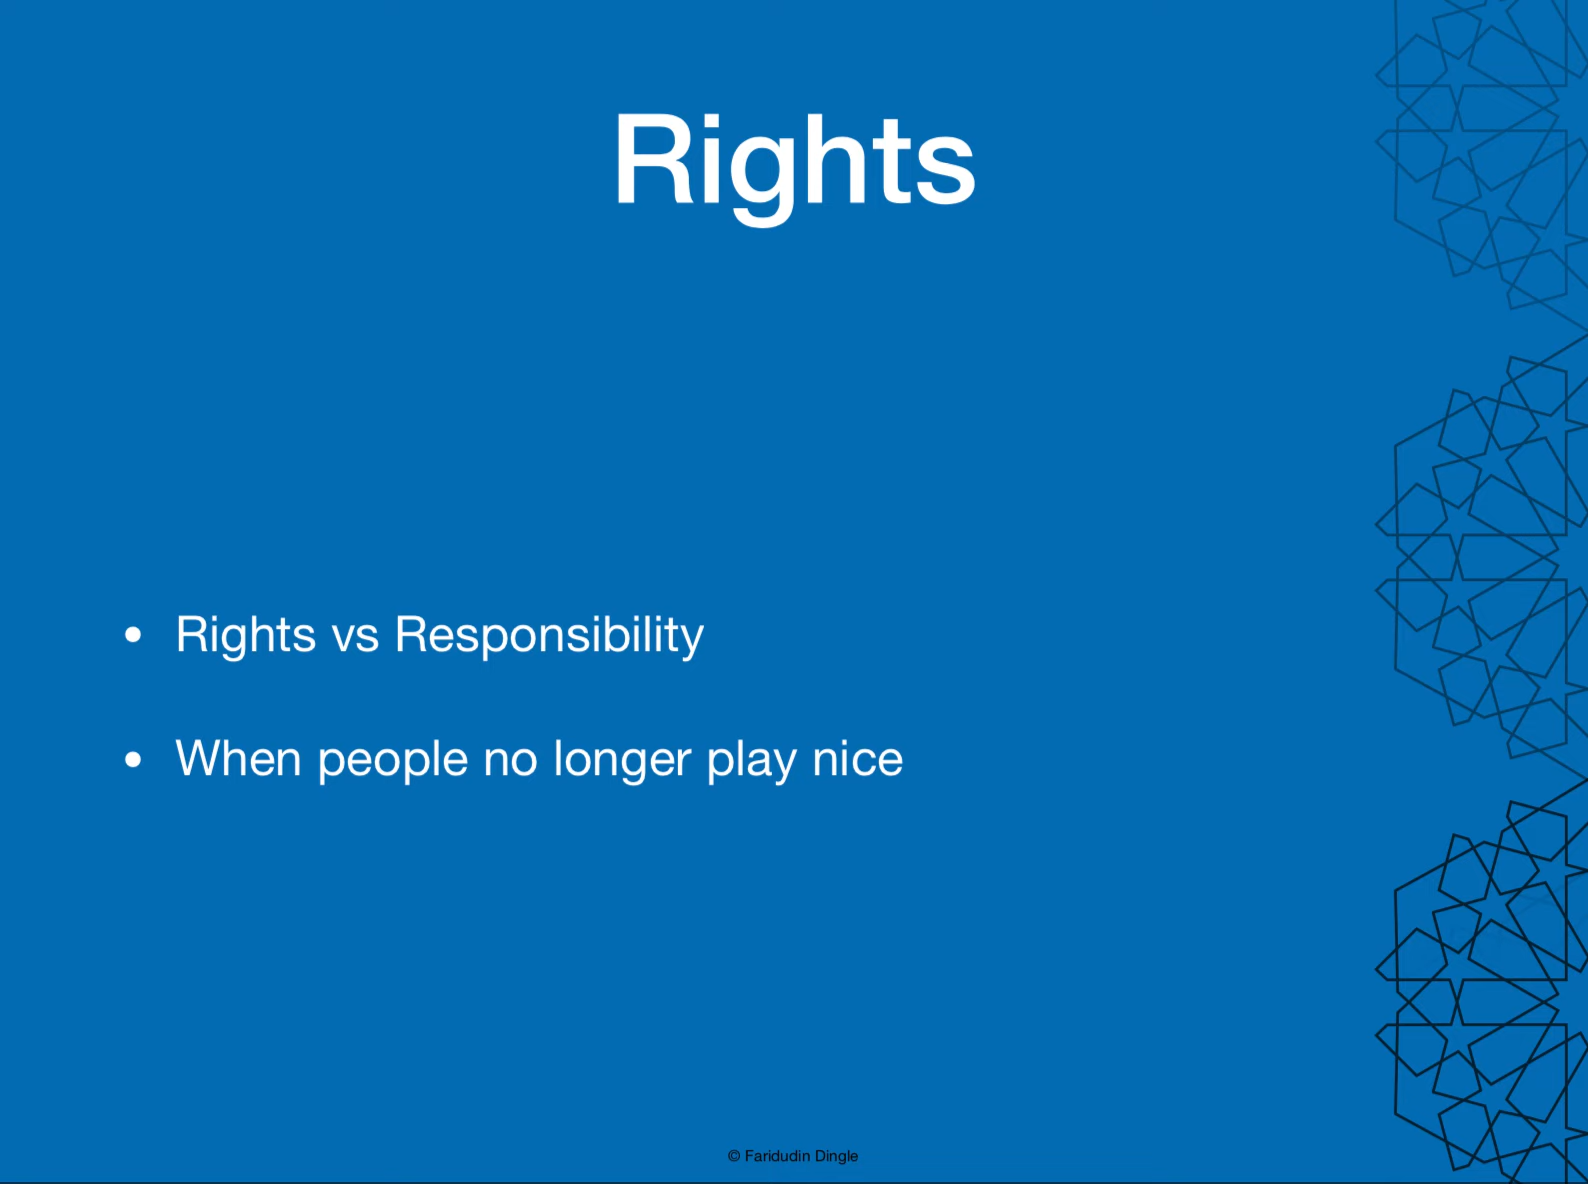 Rights
• Rights vs Responsibility
• When people no longer play nice
© Faridudin Dingle